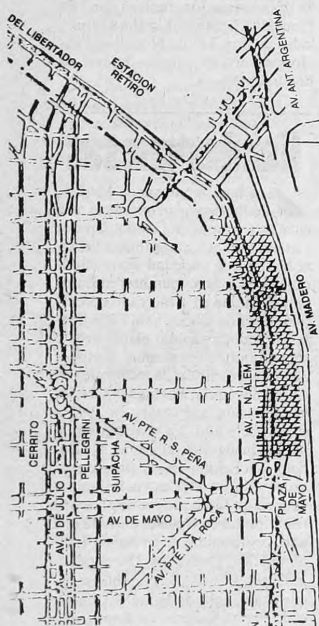 DEL LIBERTADOR
ESTACION
RETIRO
AV. ANT. ARGENTINA
AV. MADERO
AV. L. N. ALEM
CERRITO
AV. 9 DE JULIO
PELLEGRINI
SUIPACHA
AV. PTE. R. S. PEÑA
AV. DE MAYO
AV. PTE. J. A. ROCA
PLAZA
DE
MAYO